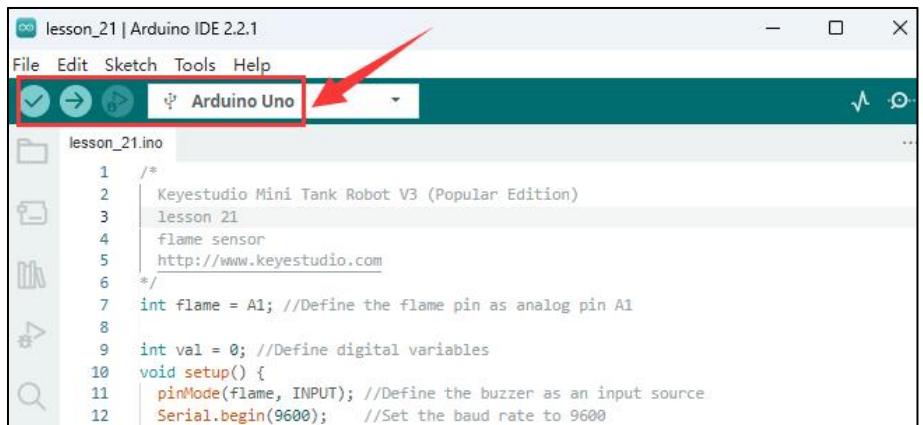 lesson_21 | Arduino IDE 2.2.1
File Edit Sketch Tools Help
Arduino Uno
lesson_21.ino
1 /*
2 Keyestudio Mini Tank Robot V3 (Popular Edition)
3 lesson 21
4 flame sensor
5 http://www.keyestudio.com
6 */
7 int flame = A1; //Define the flame pin as analog pin A1
8
9 int val = 0; //Define digital variables
10 void setup() {
11 pinMode(flame, INPUT); //Define the buzzer as an input source
12 Serial.begin(9600); //Set the baud rate to 9600